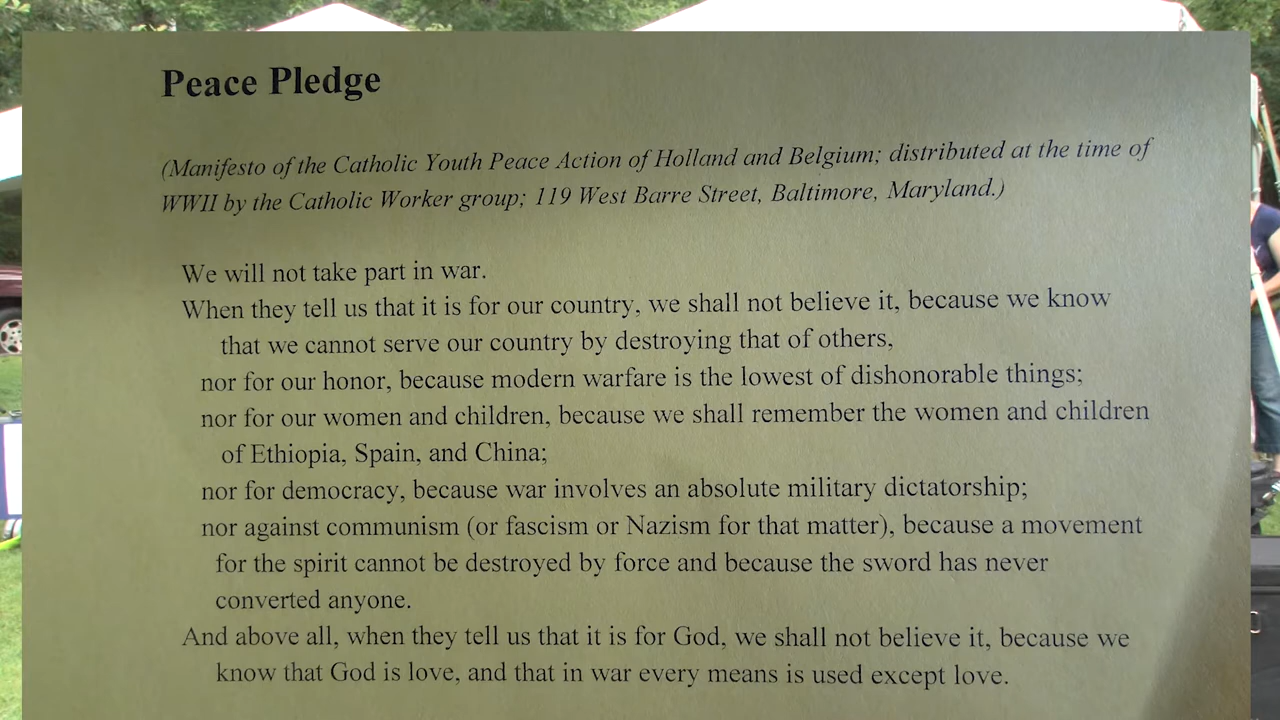 Peace Pledge
(Manifesto of the Catholic Youth Peace Action of Holland and Belgium; distributed at the time of
WWII by the Catholic Worker group; 119 West Barre Street, Baltimore, Maryland.)
We will not take part in war.
When they tell us that it is for our country, we shall not believe it, because we know
that we cannot serve our country by destroying that of others,
nor for our honor, because modern warfare is the lowest of dishonorable things;
nor for our women and children, because we shall remember the women and children
of Ethiopia, Spain, and China;
nor for democracy, because war involves an absolute military dictatorship;
nor against communism (or fascism or Nazism for that matter), because a movement
for the spirit cannot be destroyed by force and because the sword has never
converted anyone.
And above all, when they tell us that it is for God, we shall not believe it, because we
know that God is love, and that in war every means is used except love.